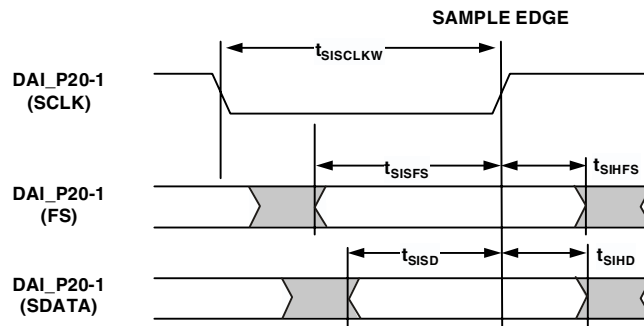 SAMPLE EDGE
tSISCLKW
DAI_P20-1
(SCLK)
tSISFS
tSIHFS
DAI_P20-1
(FS)
tSISD
tSIHD
DAI_P20-1
(SDATA)